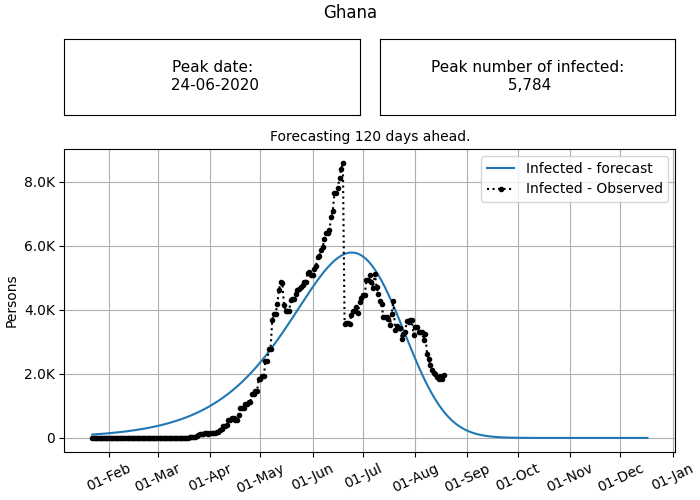 Ghana
Peak date:
24-06-2020
Peak number of infected:
5,784
Forecasting 120 days ahead.
Infected - forecast
Infected - Observed
8.0K
6.0K
4.0K
2.0K
0
Persons
01-Feb
01-Mar
01-Apr
01-May
01-Jun
01-Jul
01-Aug
01-Sep
01-Oct
01-Nov
01-Dec
01-Jan